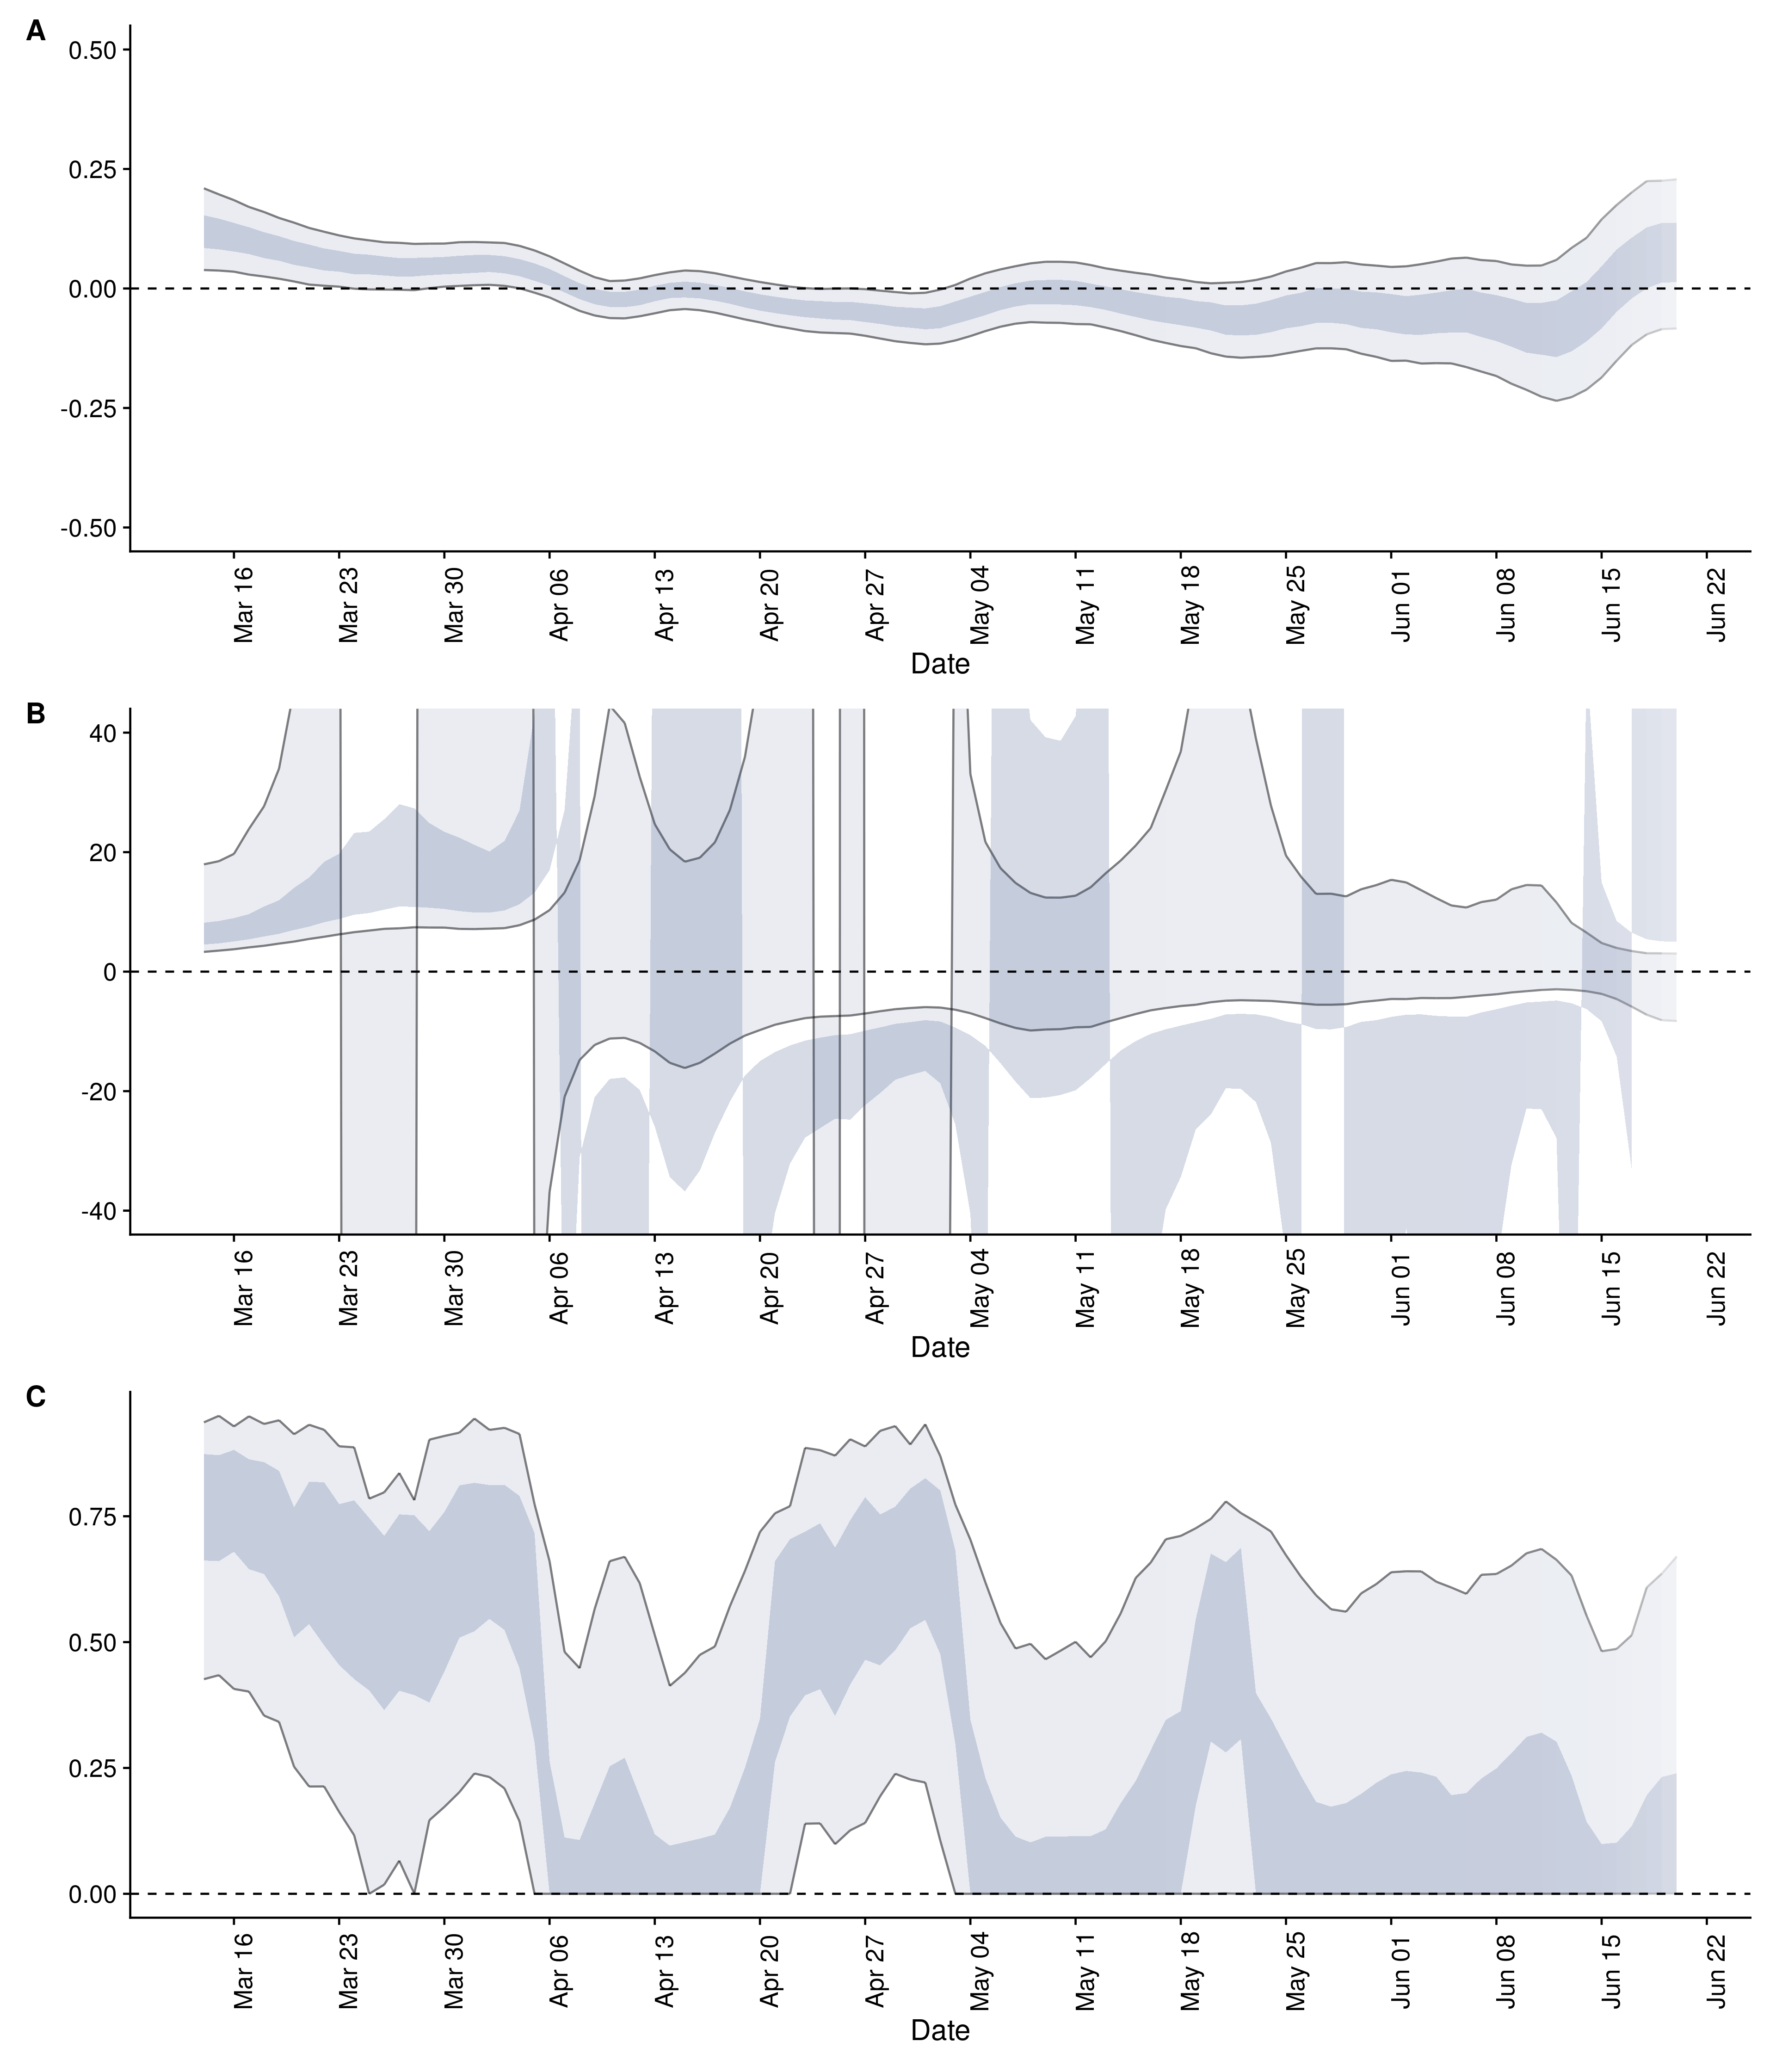 A
0.50
0.25
0.00
-0.25
-0.50
Mar 16
Mar 23
Mar 30
Apr 06
Apr 13
Apr 20
Apr 27
May 04
May 11
May 18
May 25
Jun 01
Jun 08
Jun 15
Jun 22
Date
B
40
20
0
-20
-40
Mar 16
Mar 23
Mar 30
Apr 06
Apr 13
Apr 20
Apr 27
May 04
May 11
May 18
May 25
Jun 01
Jun 08
Jun 15
Jun 22
Date
C
0.75
0.50
0.25
0.00
Mar 16
Mar 23
Mar 30
Apr 06
Apr 13
Apr 20
Apr 27
May 04
May 11
May 18
May 25
Jun 01
Jun 08
Jun 15
Jun 22
Date